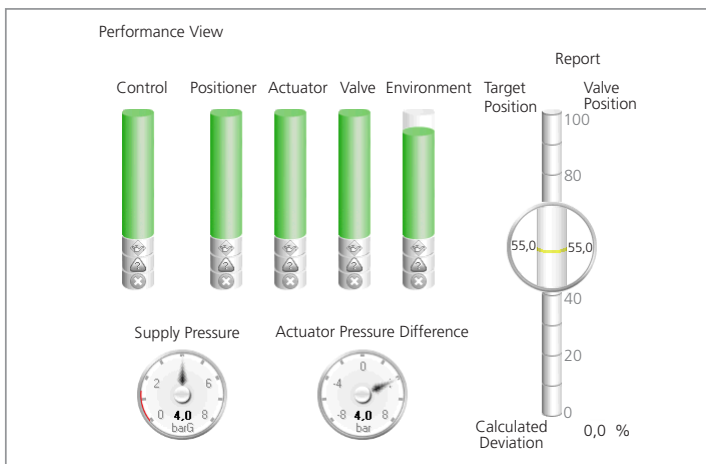 Performance View
Report
Control Positioner Actuator Valve Environment
Target Position
Valve Position
100
80
55,0 55,0
40
20
0
Supply Pressure
2 6
0 8
4,0
barG
Actuator Pressure Difference
0
-4
-8 8
4,0
bar
Calculated Deviation
0,0 %